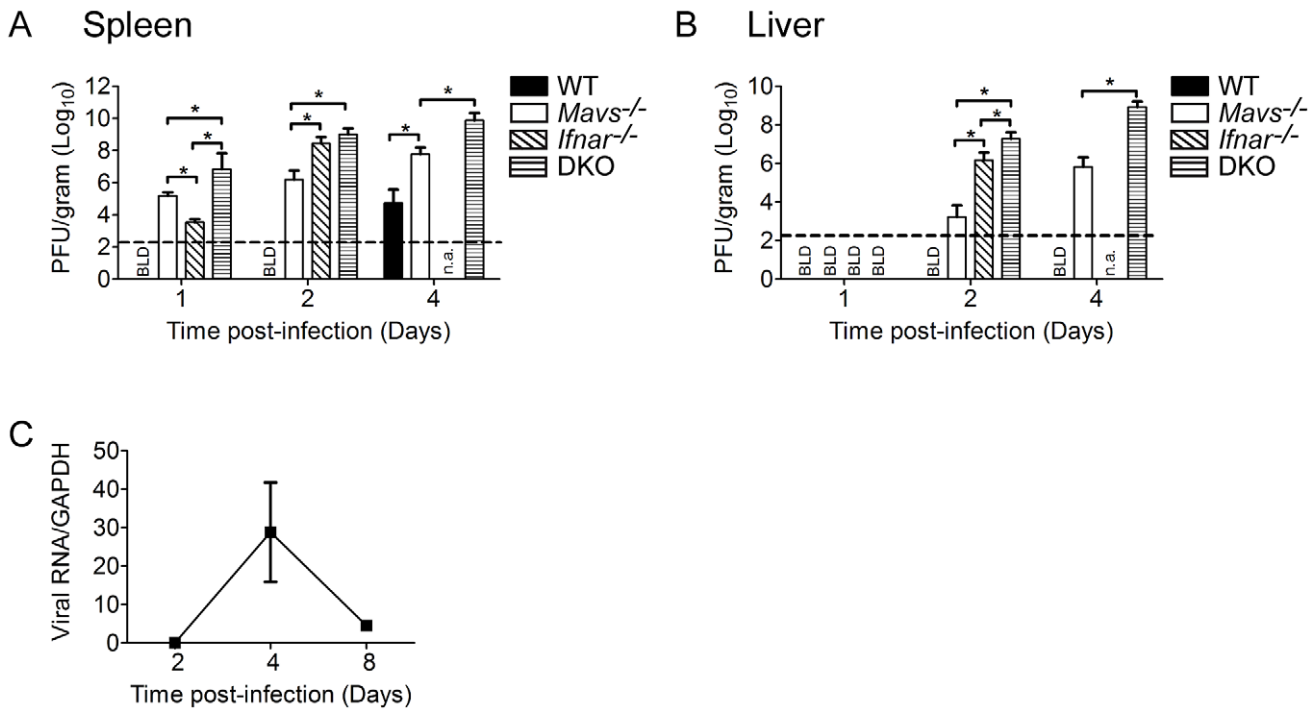 A Spleen
PFU/gram (Log10)
12
10
8
6
4
2
0
* * * * * * *
BLD BLD n.a.
1 2 4
Time post-infection (Days)
WT
Mavs-/-
Ifnar-/-
DKO
B Liver
PFU/gram (Log10)
10
8
6
4
2
0
* * * *
BLD BLD BLD BLD BLD BLD n.a.
1 2 4
Time post-infection (Days)
WT
Mavs-/-
Ifnar-/-
DKO
C
Viral RNA/GAPDH
50
40
30
20
10
0
2 4 8
Time post-infection (Days)